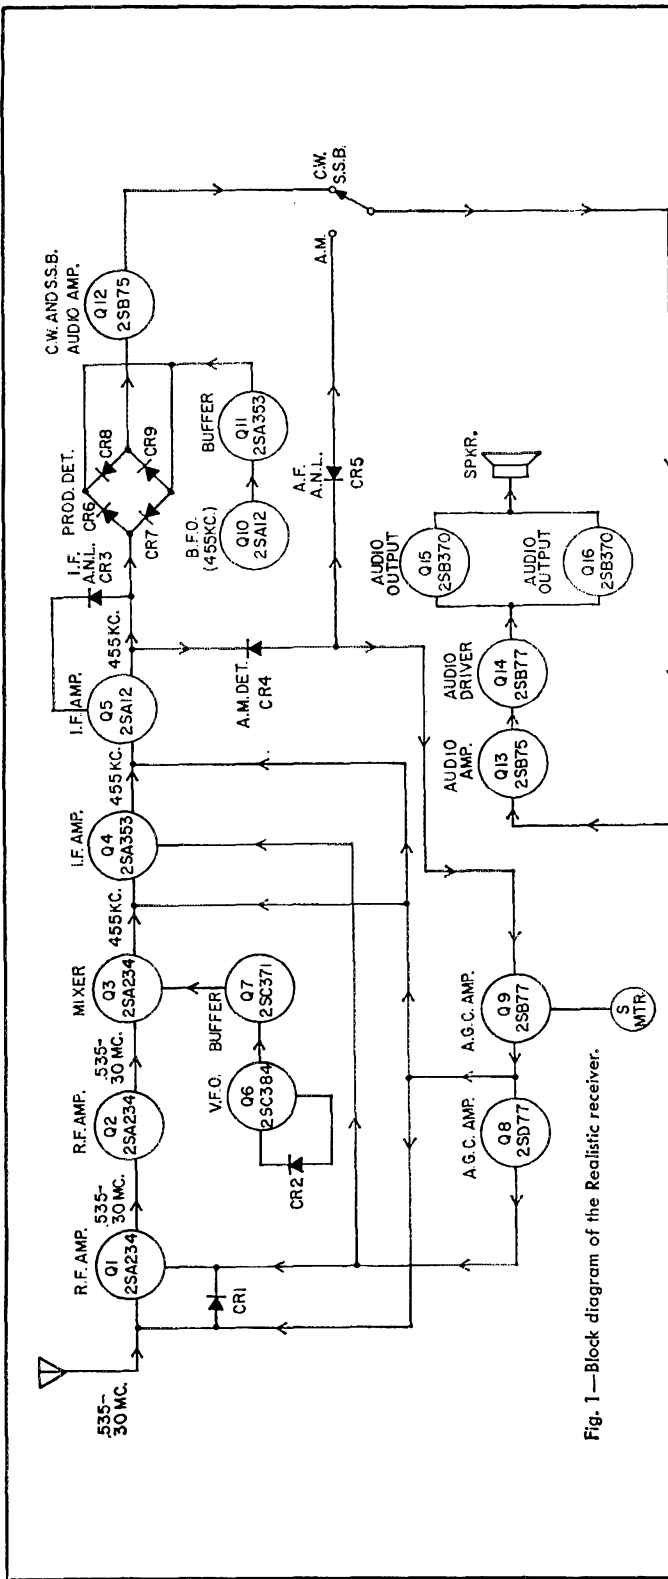 .535-
30 MC.
R.F. AMP.
Q1
2SA234
.535-
30 MC.
R.F. AMP.
Q2
2SA234
.535-
30 MC.
MIXER
Q3
2SA234
455KC.
I.F. AMP.
Q4
2SA353
455KC.
I.F. AMP.
Q5
2SA12
455KC.
I.F.
A.N.L.
CR3
PROD. DET.
CR6
CR7
CR8
CR9
C.W. AND S.S.B.
AUDIO AMP.
Q12
2SB75
CR1
CR2
V.F.O.
Q6
2SC384
BUFFER
Q7
2SC371
A.M. DET.
CR4
B.F.O.
(455KC.)
Q10
2SA12
BUFFER
Q11
2SA353
A.F.
A.N.L.
CR5
A.M.
C.W.
S.S.B.
A.G.C. AMP.
Q8
2SD77
A.G.C. AMP.
Q9
2SB77
S
MTR.
AUDIO
AMP.
Q13
2SB75
AUDIO
DRIVER
Q14
2SB77
AUDIO
OUTPUT
Q15
2SB370
AUDIO
OUTPUT
Q16
2SB370
SPKR.
Fig. 1—Block diagram of the Realistic receiver.